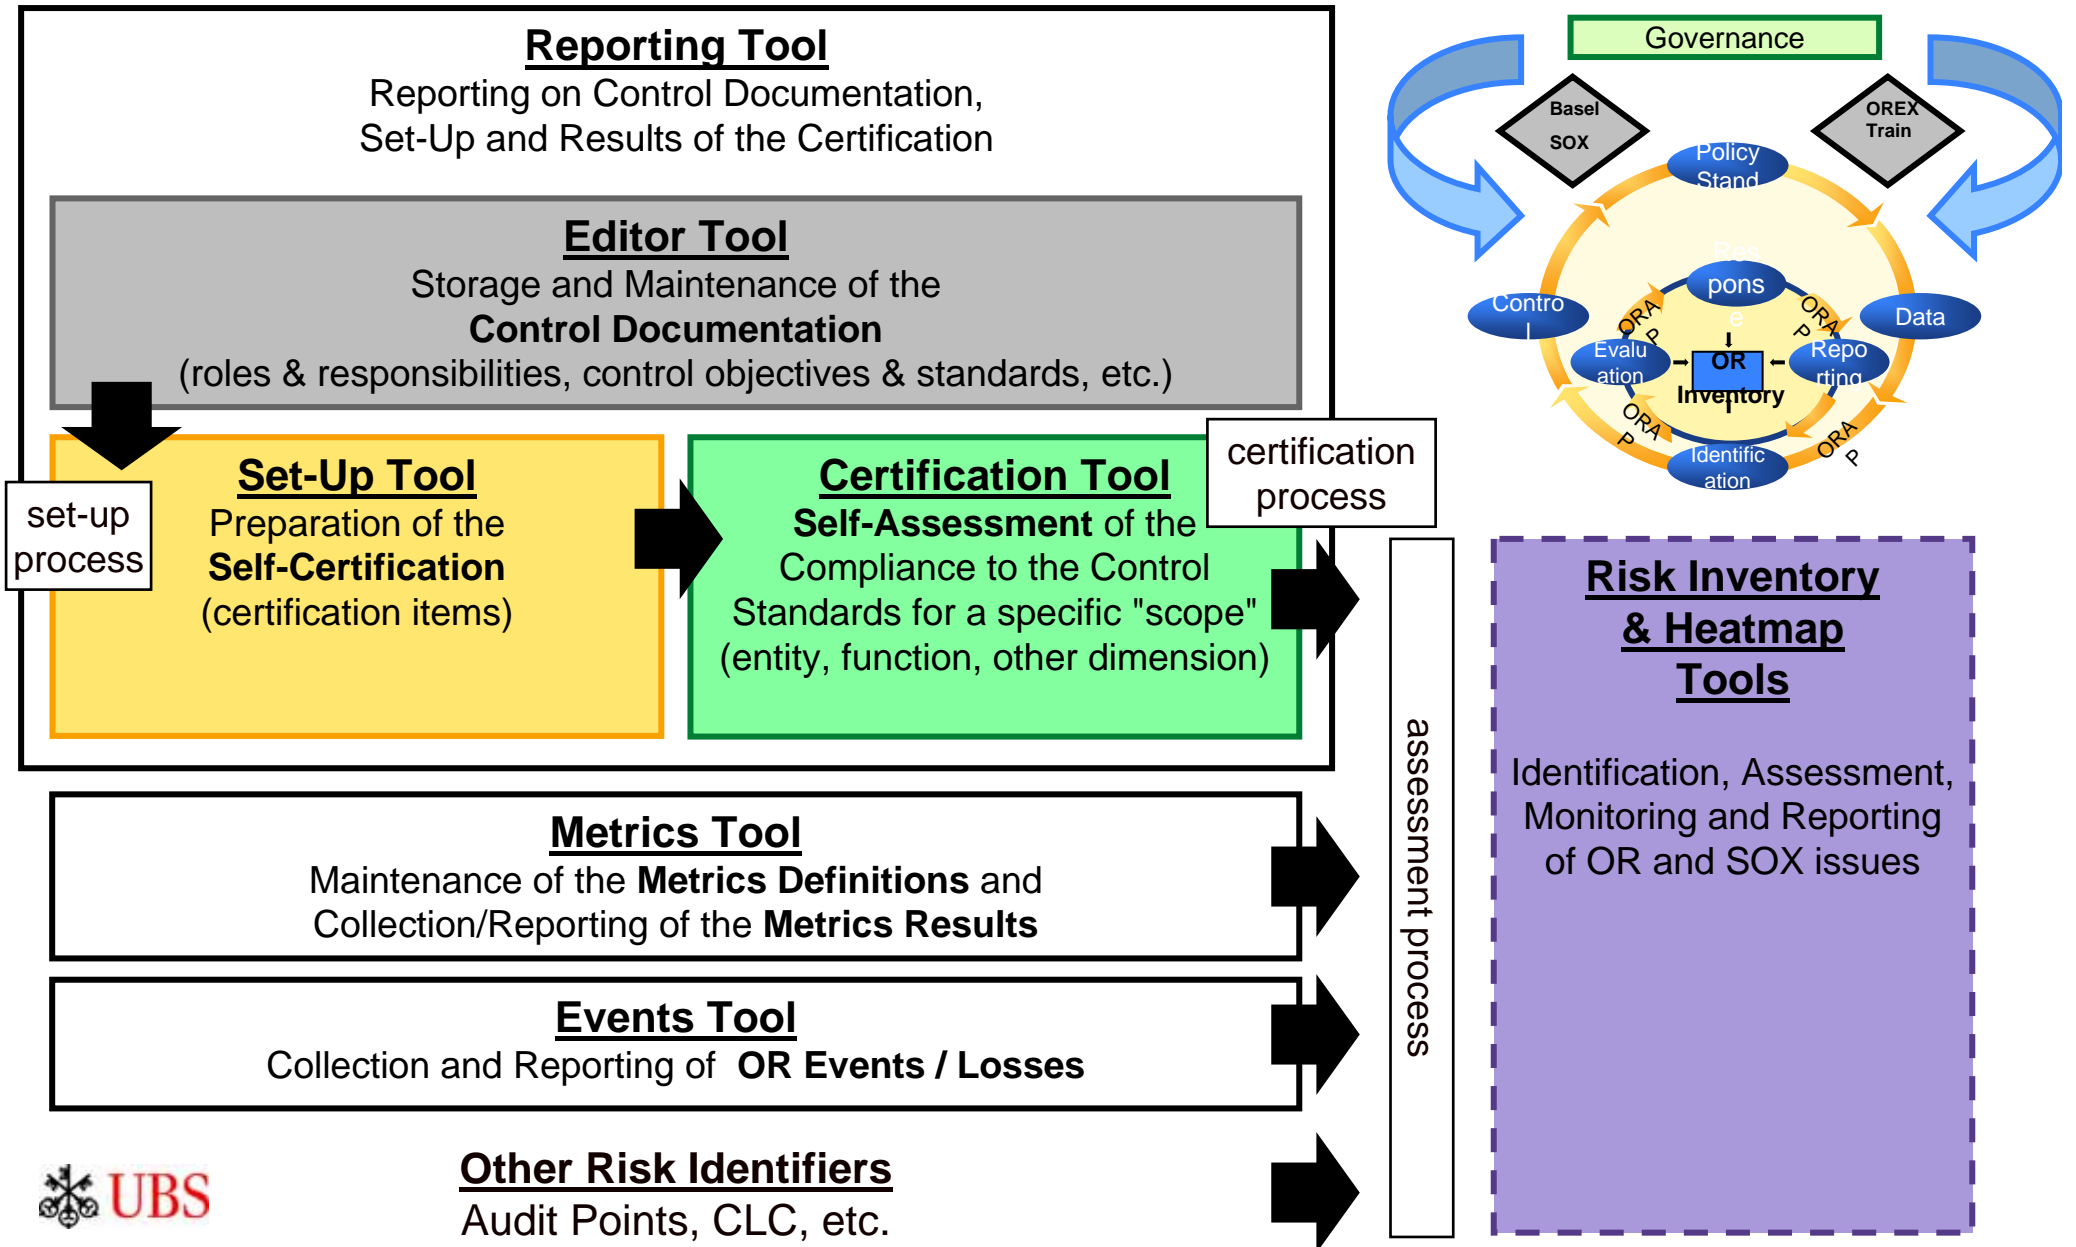 Reporting Tool
Reporting on Control Documentation,
Set-Up and Results of the Certification
Editor Tool
Storage and Maintenance of the
Control Documentation
(roles & responsibilities, control objectives & standards, etc.)
set-up
process
Set-Up Tool
Preparation of the
Self-Certification
(certification items)
Certification Tool
Self-Assessment of the
Compliance to the Control
Standards for a specific "scope"
(entity, function, other dimension)
certification
process
Metrics Tool
Maintenance of the Metrics Definitions and
Collection/Reporting of the Metrics Results
Events Tool
Collection and Reporting of OR Events / Losses
Other Risk Identifiers
Audit Points, CLC, etc.
UBS
assessment process
Governance
Basel
SOX
OREX
Train
Policy
Stand
Res
pons
e
Contro
l
Data
ORA
P
ORA
P
Evalu
ation
OR
Inventory
Repo
rting
ORA
P
ORA
P
Identific
ation
Risk Inventory
& Heatmap
Tools
Identification, Assessment,
Monitoring and Reporting
of OR and SOX issues